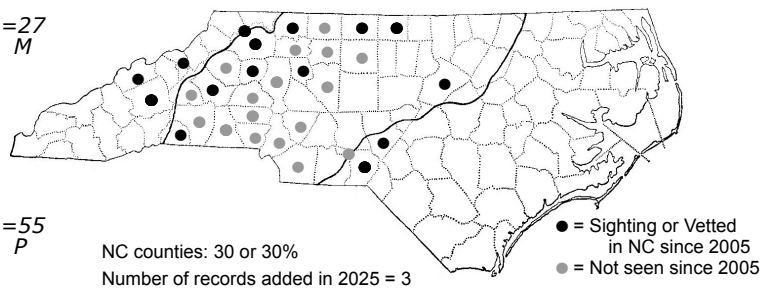 =27
M
=55
P
NC counties: 30 or 30%
Number of records added in 2025 = 3
= Sighting or Vetted
in NC since 2005
= Not seen since 2005